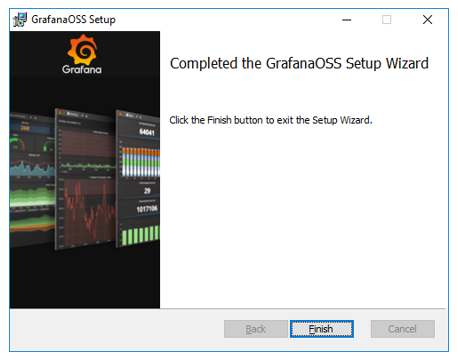 GrafanaOSS Setup
Grafana
Completed the GrafanaOSS Setup Wizard
Click the Finish button to exit the Setup Wizard.
64041
29
1017106
Back
Finish
Cancel